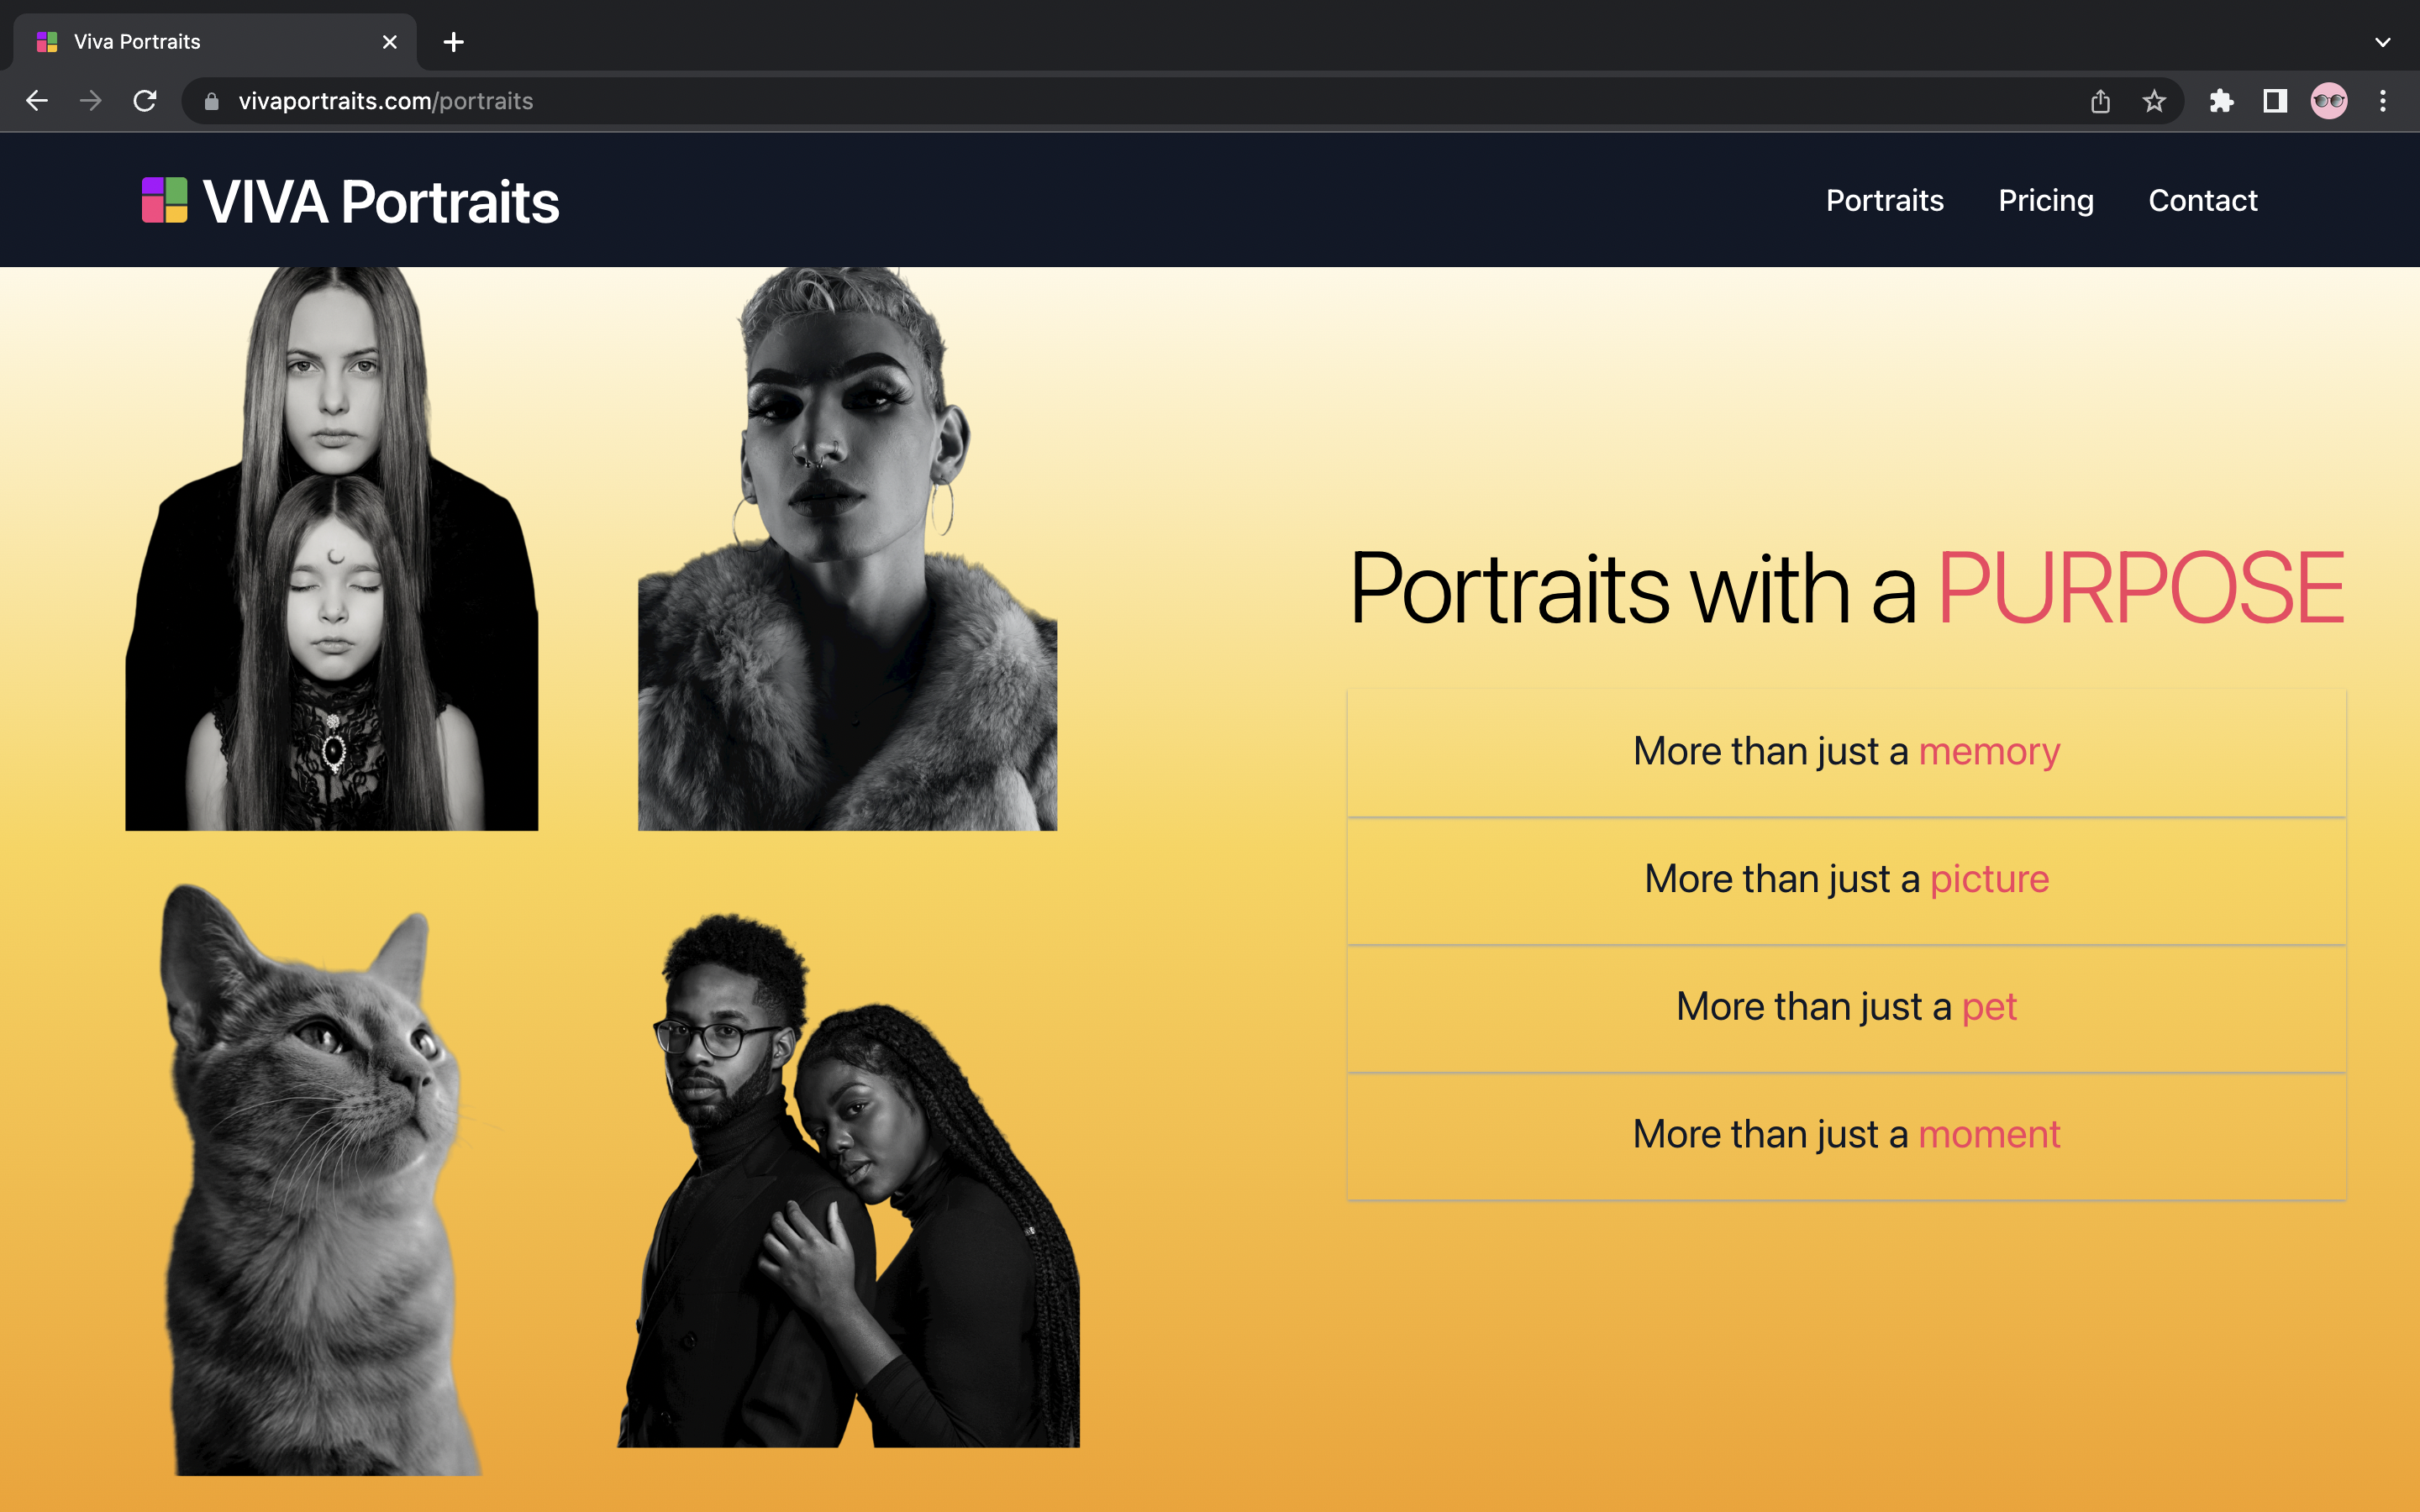 Viva Portraits
vivaportraits.com/portraits
VIVA Portraits
Portraits Pricing Contact
Portraits with a PURPOSE
More than just a memory
More than just a picture
More than just a pet
More than just a moment